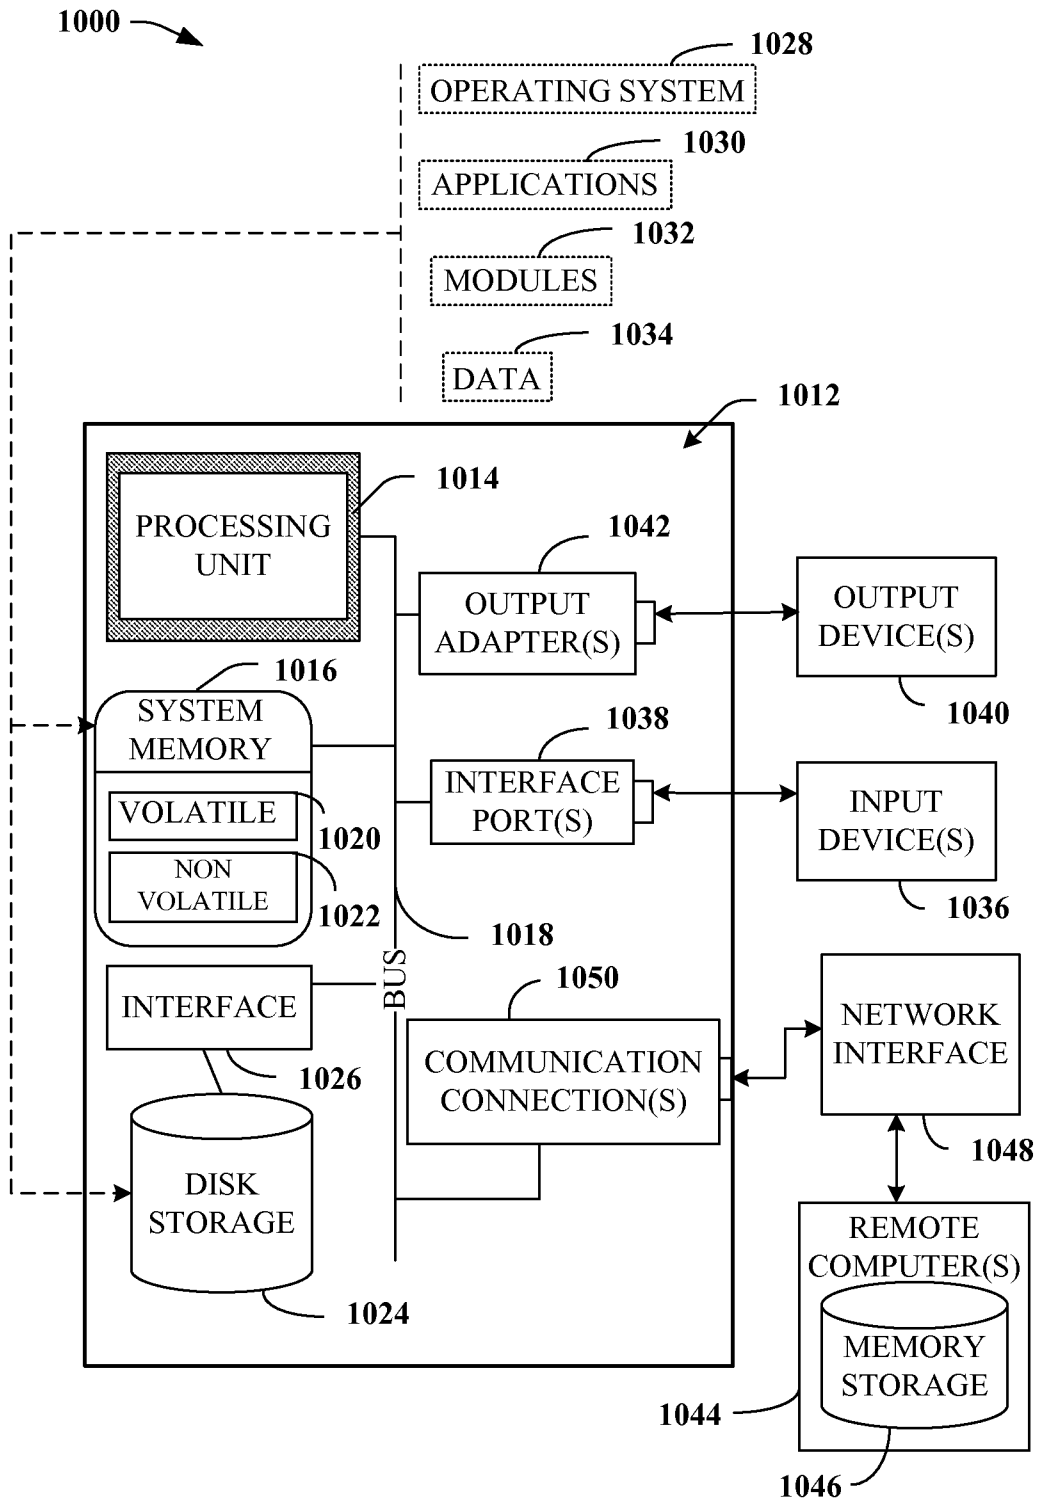 1000
1028
OPERATING SYSTEM
1030
APPLICATIONS
1032
MODULES
1034
DATA
1012
1014
PROCESSING
UNIT
1042
OUTPUT
ADAPTER(S)
OUTPUT
DEVICE(S)
1040
1016
SYSTEM
MEMORY
1038
INTERFACE
PORT(S)
INPUT
DEVICE(S)
1036
VOLATILE
1020
NON
VOLATILE
1022
1018
BUS
INTERFACE
1026
1050
COMMUNICATION
CONNECTION(S)
NETWORK
INTERFACE
1048
DISK
STORAGE
1024
REMOTE
COMPUTER(S)
MEMORY
STORAGE
1044
1046